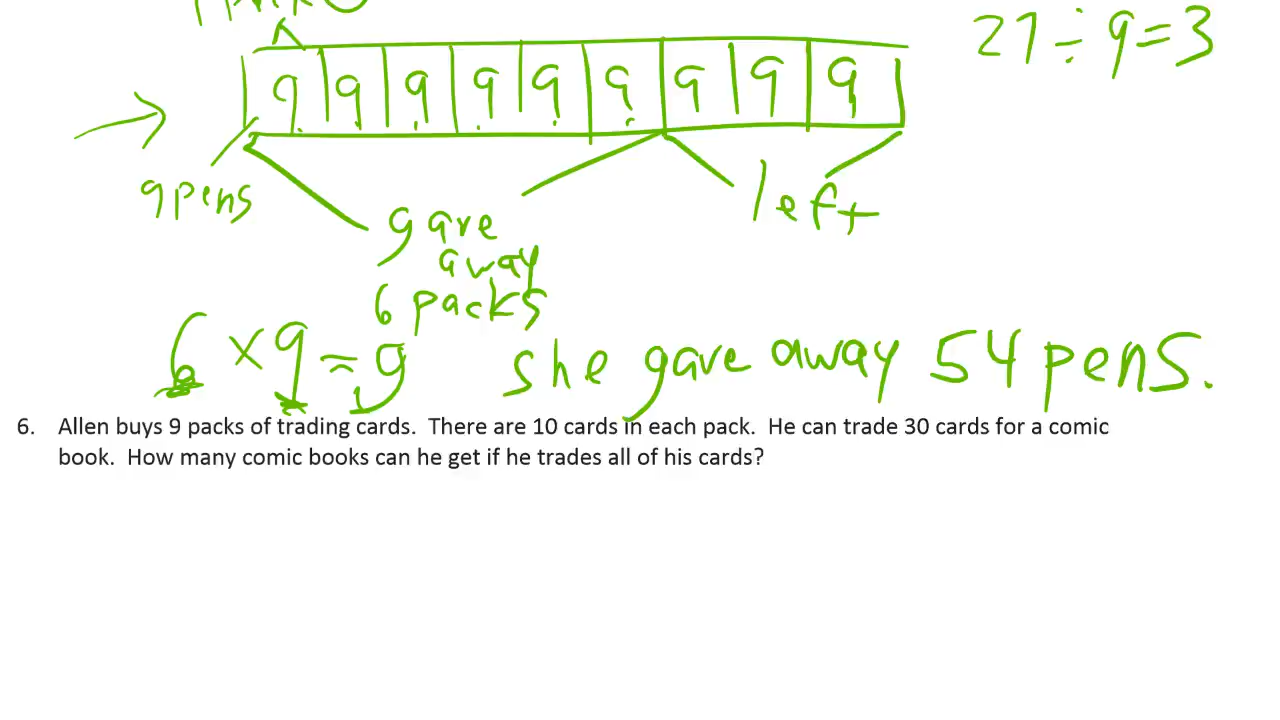 27 ÷ 9 = 3
9 9 9 9 9 9 9 9 9
9 pens
gave away
left
6 packs
6 × 9 = g she gave away 54 pens.
6. Allen buys 9 packs of trading cards. There are 10 cards in each pack. He can trade 30 cards for a comic
book. How many comic books can he get if he trades all of his cards?